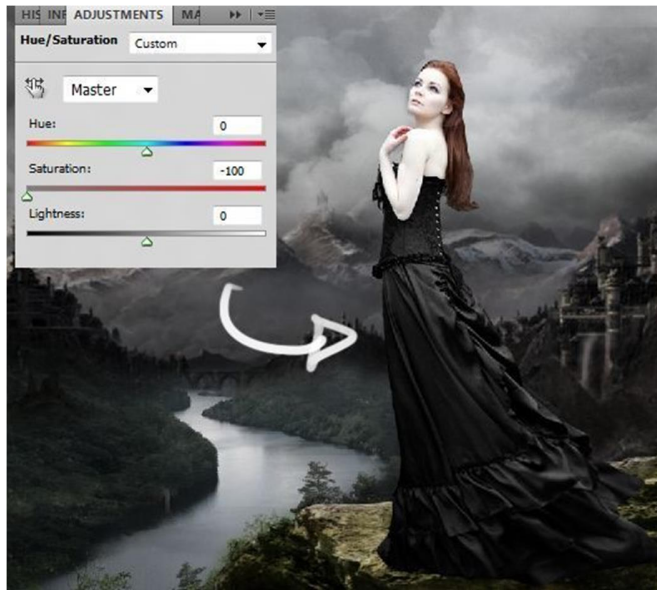 HIS INF ADJUSTMENTS MA
Hue/Saturation Custom
Master
Hue: 0
Saturation: -100
Lightness: 0